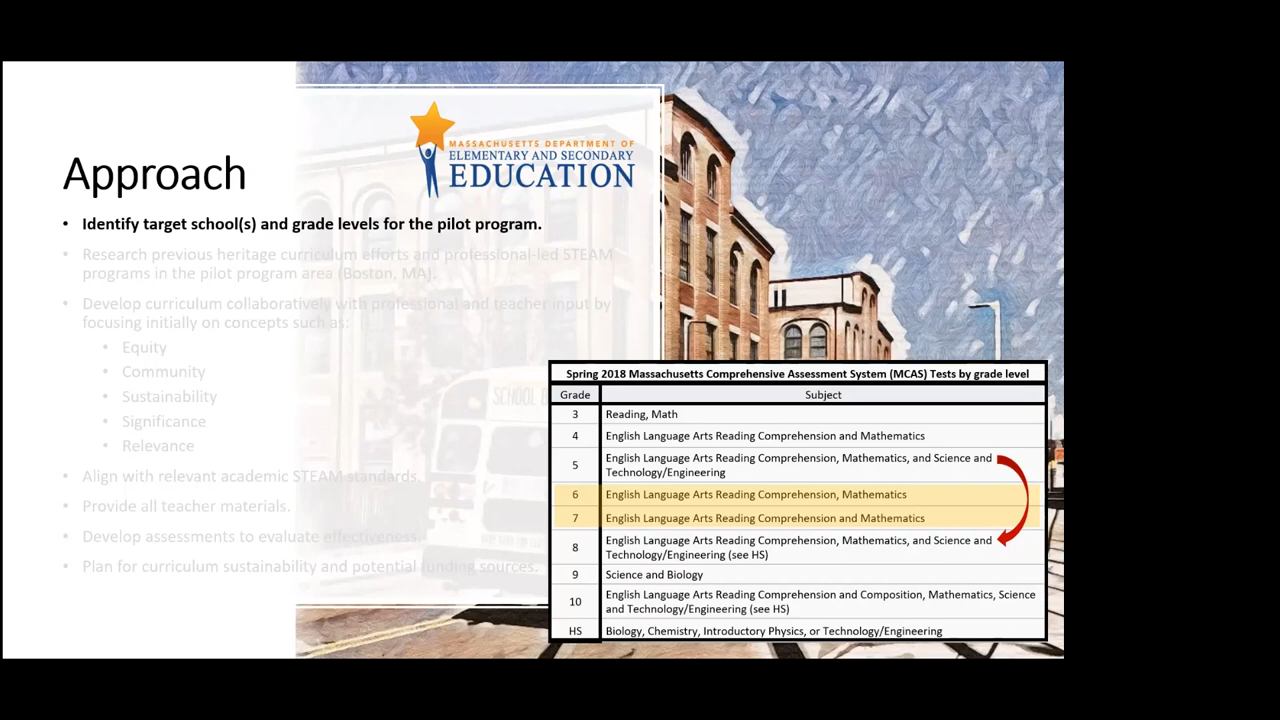 MASSACHUSETTS DEPARTMENT OF
ELEMENTARY AND SECONDARY
EDUCATION
Approach
• Identify target school(s) and grade levels for the pilot program.
• Research previous heritage curriculum efforts and professional-led STEAM
programs in the pilot program area (Boston, MA).
• Develop curriculum collaboratively with professional and teacher input by
focusing initially on concepts such as:
• Equity
• Community
• Sustainability
• Significance
• Relevance
• Align with relevant academic STEAM standards.
• Provide all teacher materials.
• Develop assessments to evaluate effectiveness.
• Plan for curriculum sustainability and potential funding sources.
SCHOOL
Spring 2018 Massachusetts Comprehensive Assessment System (MCAS) Tests by grade level
Grade Subject
3 Reading, Math
4 English Language Arts Reading Comprehension and Mathematics
5 English Language Arts Reading Comprehension, Mathematics, and Science and
Technology/Engineering
6 English Language Arts Reading Comprehension, Mathematics
7 English Language Arts Reading Comprehension and Mathematics
8 English Language Arts Reading Comprehension, Mathematics, and Science and
Technology/Engineering (see HS)
9 Science and Biology
10 English Language Arts Reading Comprehension and Composition, Mathematics, Science
and Technology/Engineering (see HS)
HS Biology, Chemistry, Introductory Physics, or Technology/Engineering